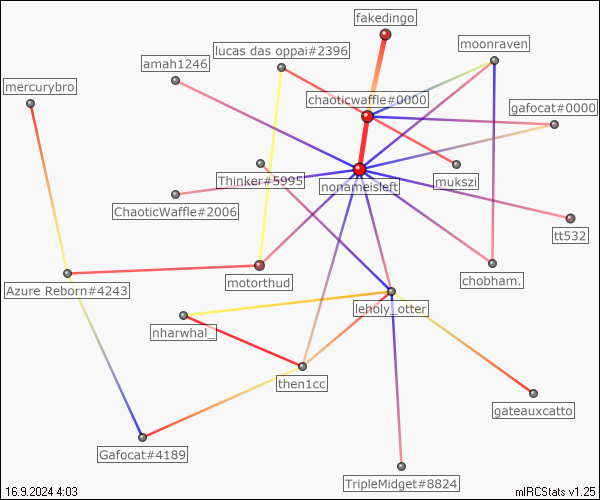 fakedingo
lucas das oppai#2396
moonraven
amah1246
mercurybro
chaoticwaffle#0000
gafocat#0000
Thinker#5995
mukszi
nonameisleft
ChaoticWaffle#2006
tt532
motorthud
chobham.
Azure Reborn#4243
leholy_otter
nharwhal_
then1cc
gateauxcatto
Gafocat#4189
TripleMidget#8824
16.9.2024 4:03
mIRCStats v1.25